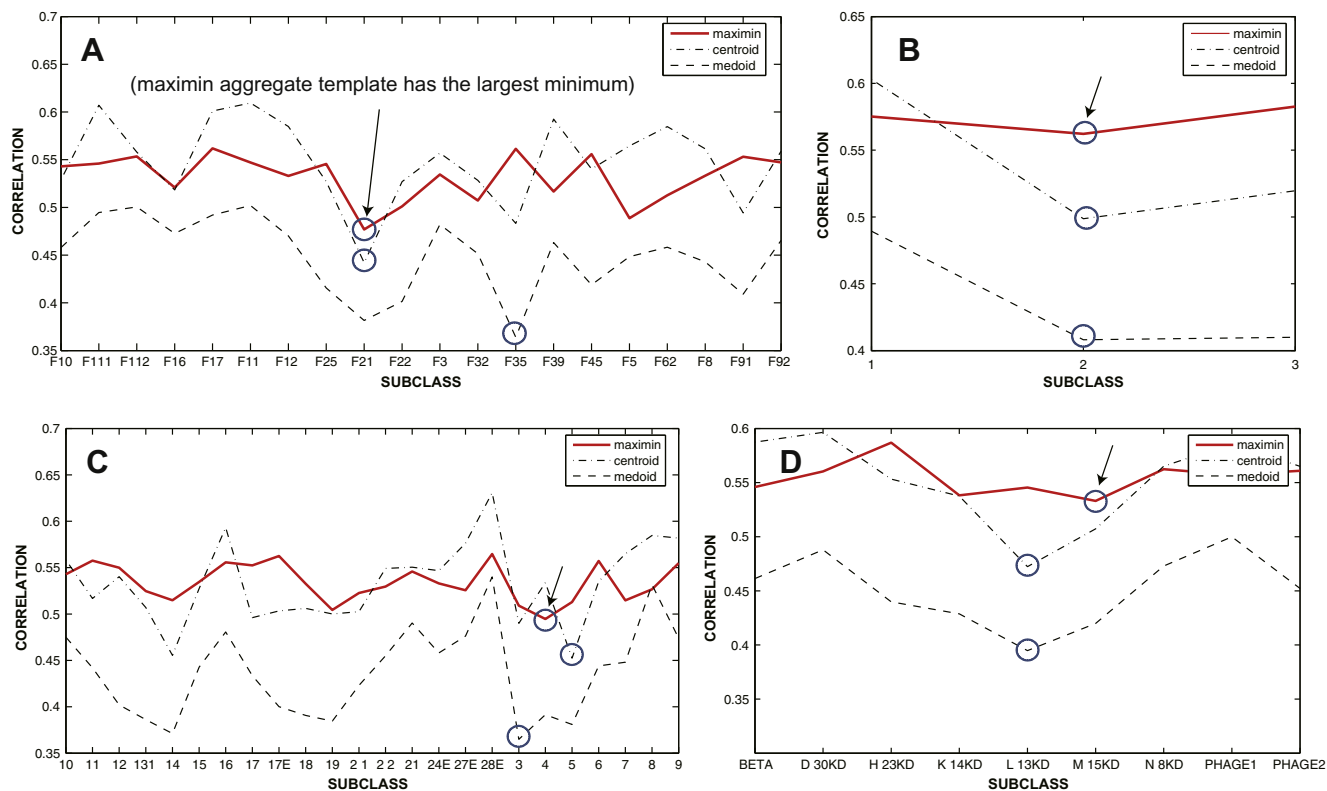 A
(maximin aggregate template has the largest minimum)
maximin
centroid
medoid
0.7
0.65
0.6
0.55
0.5
0.45
0.4
0.35
CORRELATION
F10 F111 F112 F16 F17 F11 F12 F25 F21 F22 F3 F32 F35 F39 F45 F5 F62 F8 F91 F92
SUBCLASS
B
maximin
centroid
medoid
0.65
0.6
0.55
0.5
0.45
0.4
CORRELATION
1 2 3
SUBCLASS
C
maximin
centroid
medoid
0.7
0.65
0.6
0.55
0.5
0.45
0.4
0.35
CORRELATION
10 11 12 131 14 15 16 17 17E 18 19 2 1 2 2 21 24E 27E 28E 3 4 5 6 7 8 9
SUBCLASS
D
maximin
centroid
medoid
0.6
0.55
0.5
0.45
0.4
0.35
CORRELATION
BETA D 30KD H 23KD K 14KD L 13KD M 15KD N 8KD PHAGE1 PHAGE2
SUBCLASS